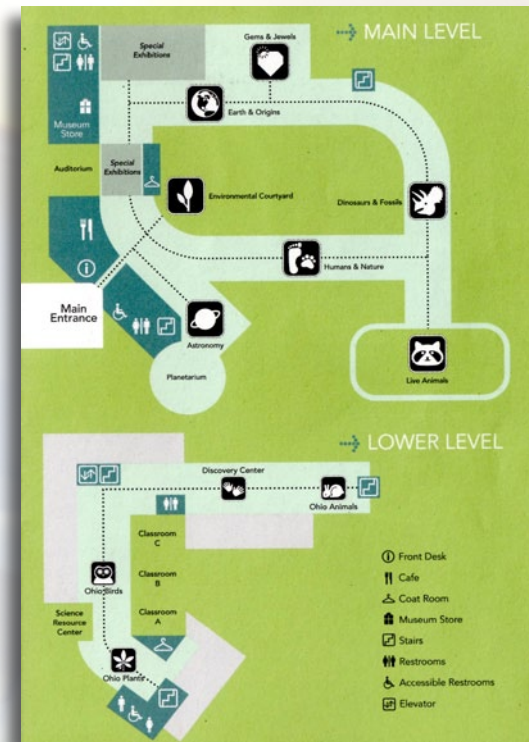 MAIN LEVEL
Gems & Jewels
Special
Exhibitions
Earth & Origins
Museum
Store
Auditorium
Special
Exhibitions
Environmental Courtyard
Dinosaurs & Fossils
Humans & Nature
Main
Entrance
Astronomy
Planetarium
Live Animals
LOWER LEVEL
Discovery Center
Ohio Animals
Classroom
C
Ohio Birds
Classroom
B
Science
Resource
Center
Classroom
A
Ohio Plants
Front Desk
Cafe
Coat Room
Museum Store
Stairs
Restrooms
Accessible Restrooms
Elevator